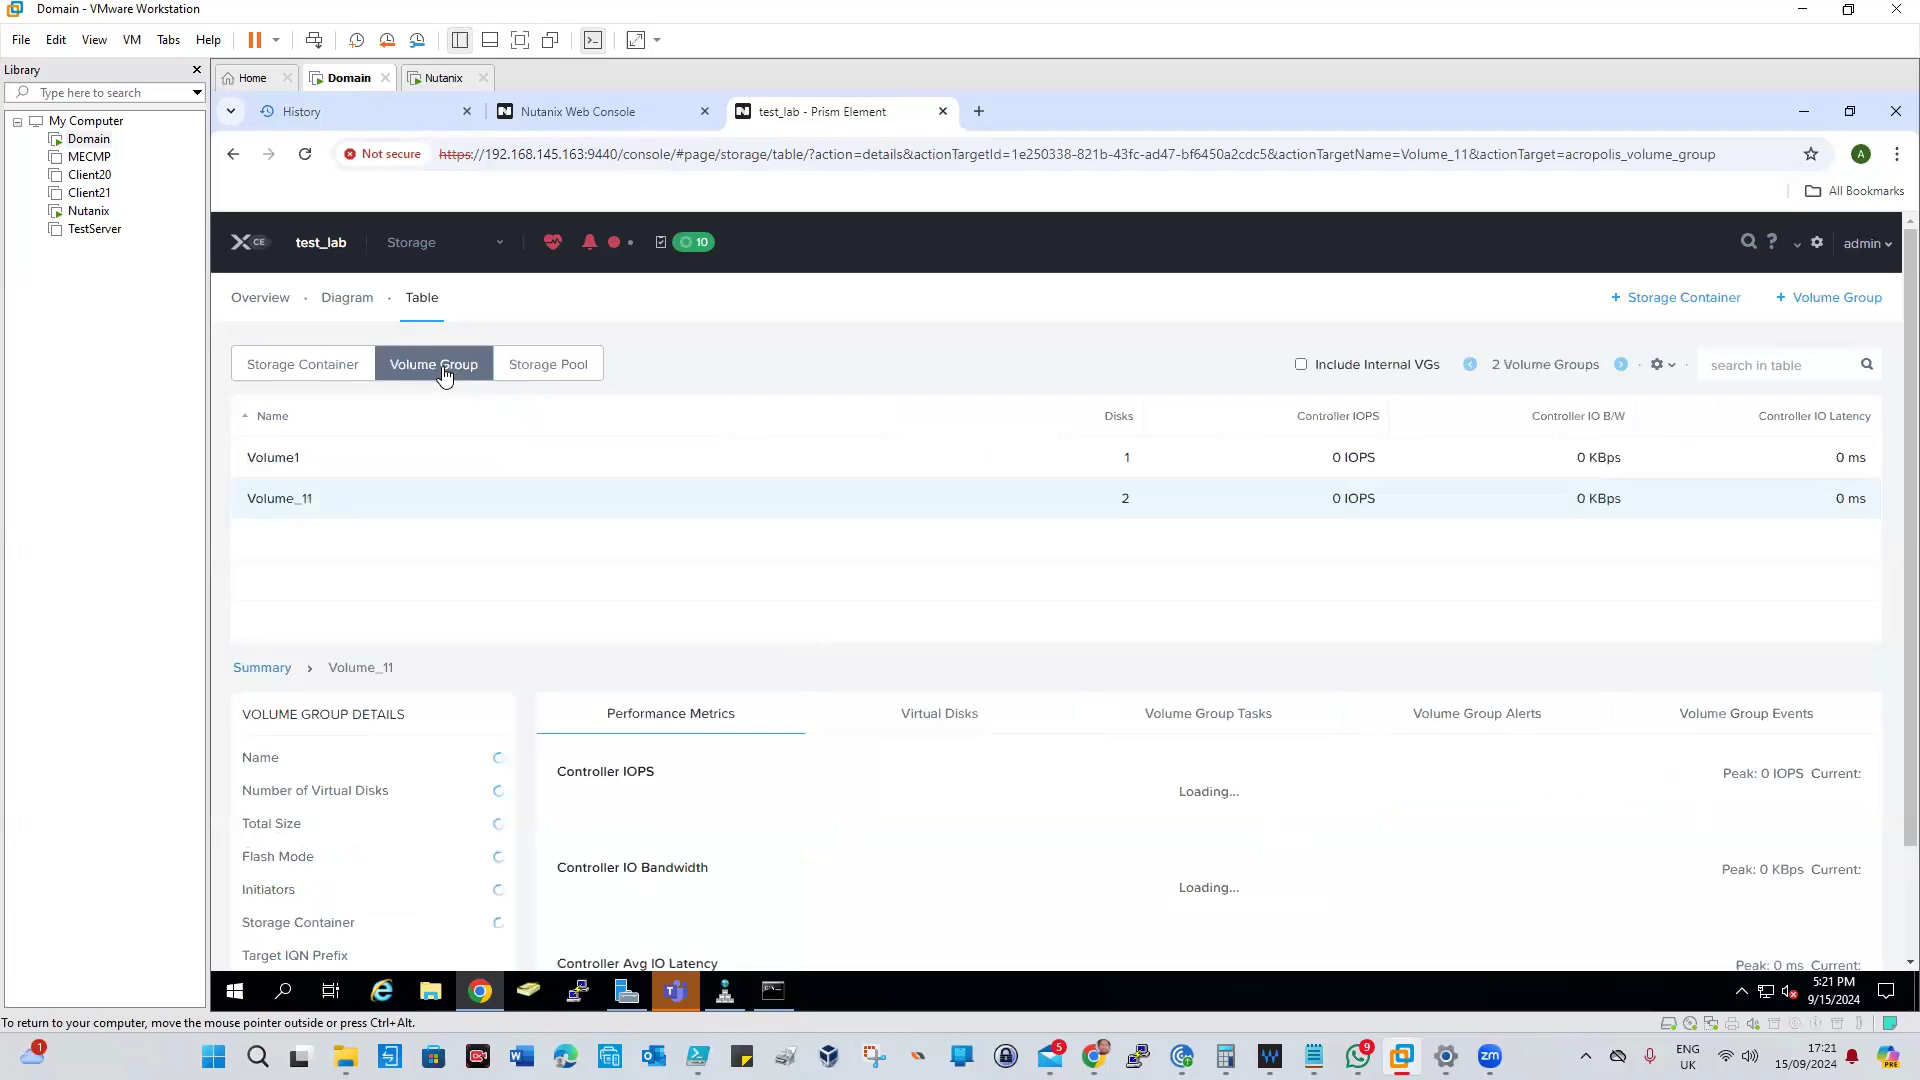 Domain - VMware Workstation
File Edit View VM Tabs Help
Library
Type here to search
My Computer
Domain
MECMP
Client20
Client21
Nutanix
TestServer
Home
Domain
Nutanix
History
Nutanix Web Console
test_lab - Prism Element
Not secure
https://192.168.145.163:9440/console/#page/storage/table/?action=details&actionTargetId=1e250338-821b-43fc-ad47-bf6450a2cdc5&actionTargetName=Volume_11&actionTarget=acropolis_volume_group
All Bookmarks
X CE test_lab Storage 10 ? admin
Overview · Diagram · Table
+ Storage Container + Volume Group
Storage Container Volume Group Storage Pool
Include Internal VGs 2 Volume Groups · · search in table
Name Disks Controller IOPS Controller IO B/W Controller IO Latency
Volume1 1 0 IOPS 0 KBps 0 ms
Volume_11 2 0 IOPS 0 KBps 0 ms
Summary › Volume_11
VOLUME GROUP DETAILS
Name
Number of Virtual Disks
Total Size
Flash Mode
Initiators
Storage Container
Target IQN Prefix
Performance Metrics Virtual Disks Volume Group Tasks Volume Group Alerts Volume Group Events
Controller IOPS
Peak: 0 IOPS Current:
Loading...
Controller IO Bandwidth
Peak: 0 KBps Current:
Loading...
Controller Avg IO Latency
Peak: 0 ms Current:
5:21 PM
9/15/2024
To return to your computer, move the mouse pointer outside or press Ctrl+Alt.
1
5
9
zm
ENG
UK
17:21
15/09/2024
PRE